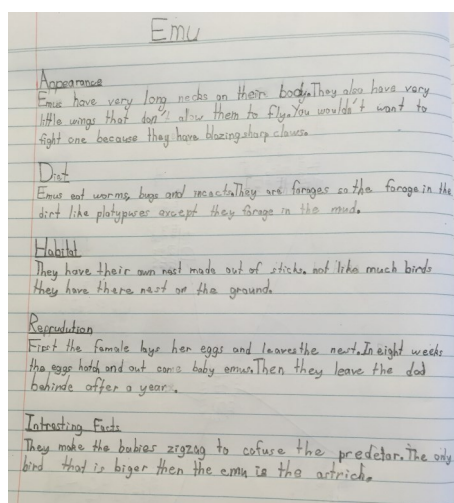 Emu
Appearance
Emus have very long necks on their body. They also have very
little wings that don't alow them to fly. You wouldn't want to
fight one because they have blazing sharp claws.
Diat
Emus eat worms, bugs and insects. They are forages so the forage in the
dirt like platypuses except they forage in the mud.
Habitat
They have their own nest made out of sticks. not like much birds
they have there nest on the ground.
Reprudution
First the female lays her eggs and leaves the nest. In eight weeks
the eggs hatch and out come baby emus. Then they leave the dad
behinde after a year.
Intresting Facts
They make the babies zigzag to cofuse the predetar. The only
bird that is biger then the emu is the astrich.